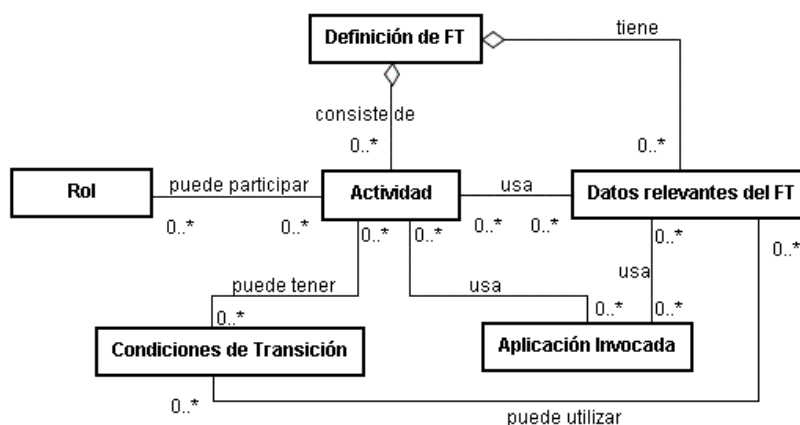 tiene
Definición de FT
consiste de
0..*
0..*
Rol
puede participar
Actividad
usa
Datos relevantes del FT
0..*
0..*
0..*
0..*
0..*
0..*
0..*
0..*
usa
puede tener
usa
0..*
0..*
0..*
Condiciones de Transición
Aplicación Invocada
0..*
puede utilizar